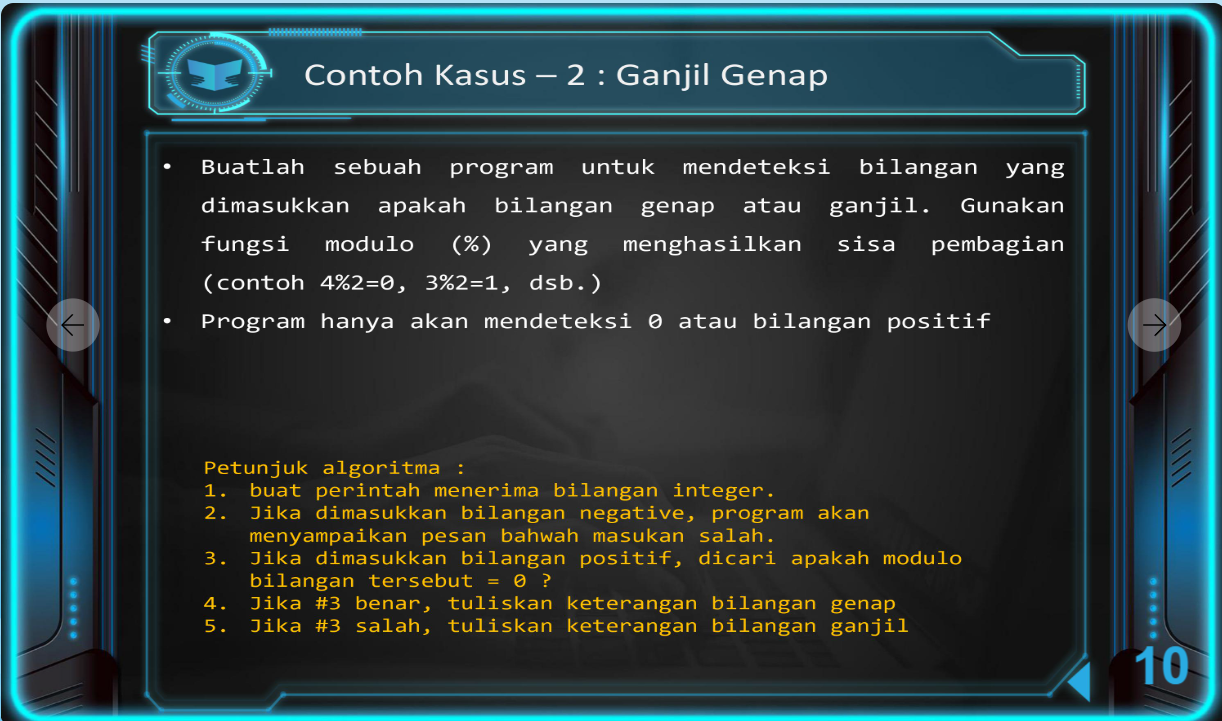 Contoh Kasus – 2 : Ganjil Genap
• Buatlah sebuah program untuk mendeteksi bilangan yang
dimasukkan apakah bilangan genap atau ganjil. Gunakan
fungsi modulo (%) yang menghasilkan sisa pembagian
(contoh 4%2=0, 3%2=1, dsb.)
• Program hanya akan mendeteksi 0 atau bilangan positif
Petunjuk algoritma :
1. buat perintah menerima bilangan integer.
2. Jika dimasukkan bilangan negative, program akan
menyampaikan pesan bahwah masukan salah.
3. Jika dimasukkan bilangan positif, dicari apakah modulo
bilangan tersebut = 0 ?
4. Jika #3 benar, tuliskan keterangan bilangan genap
5. Jika #3 salah, tuliskan keterangan bilangan ganjil
10